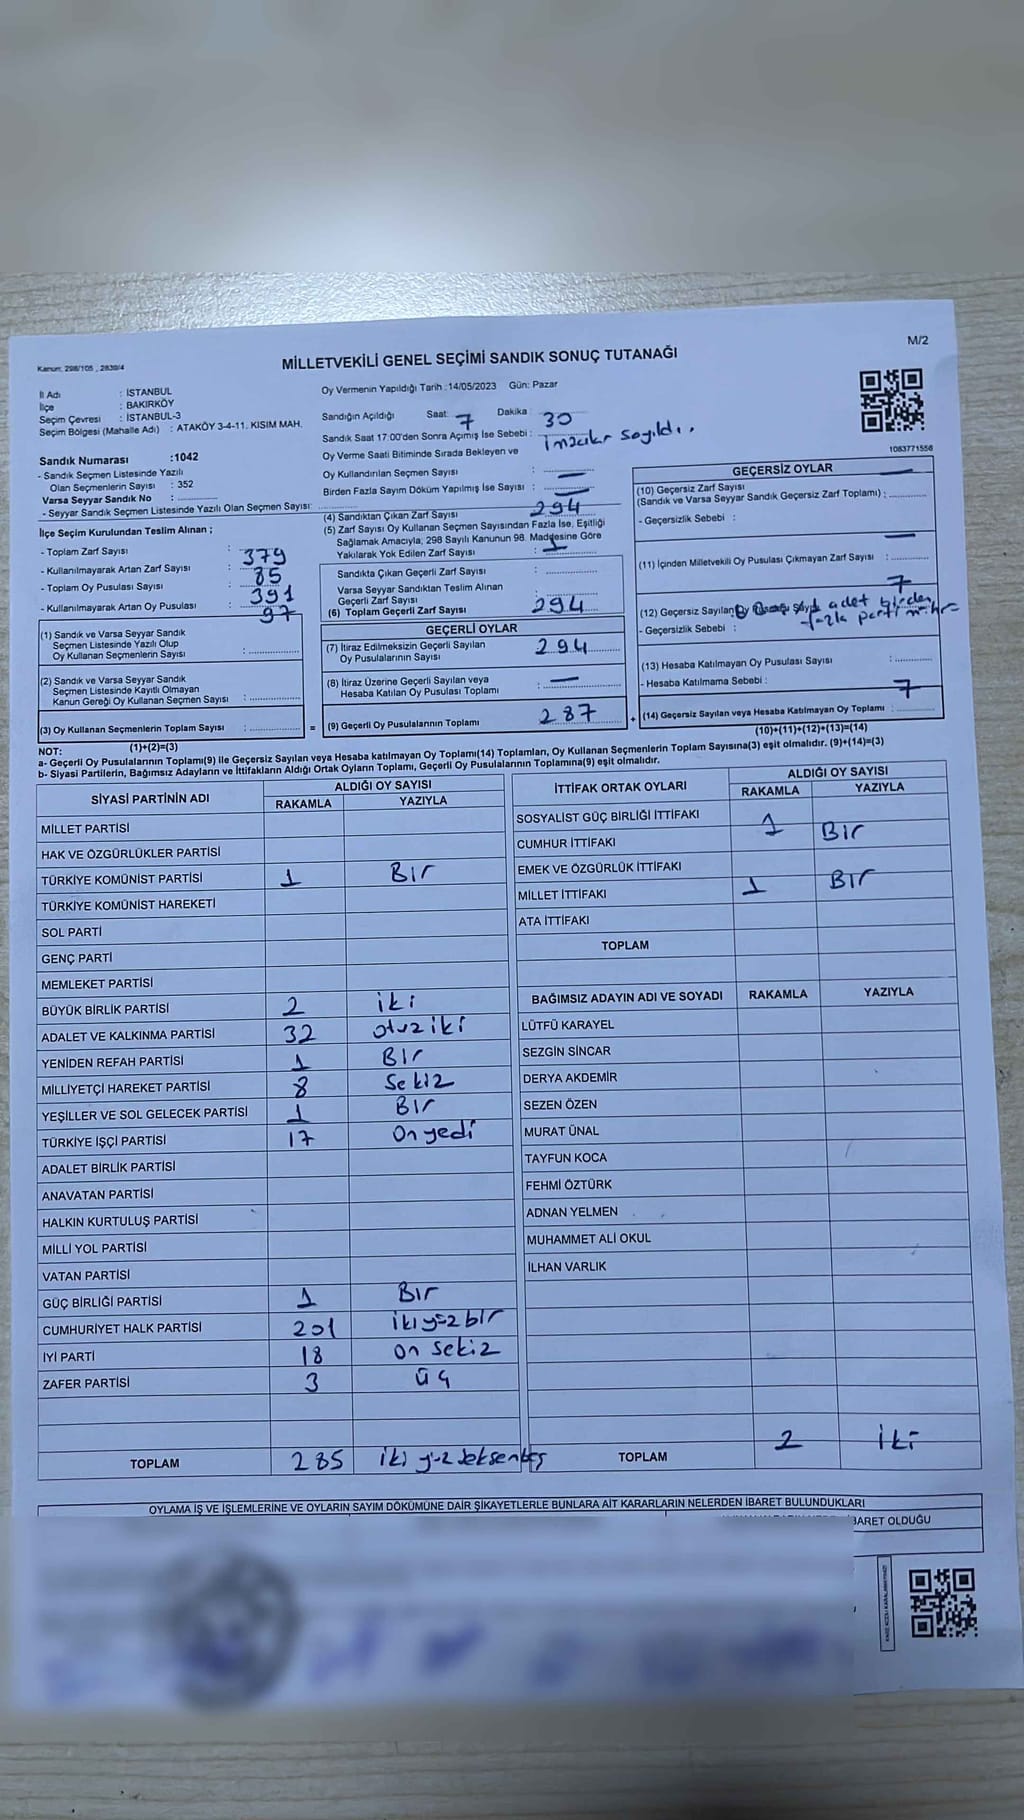 M/2
Kanun: 298/105 , 2839/4
MİLLETVEKİLİ GENEL SEÇİMİ SANDIK SONUÇ TUTANAĞI
İl Adı : İSTANBUL
İlçe : BAKIRKÖY
Seçim Çevresi : İSTANBUL-3
Seçim Bölgesi (Mahalle Adı) : ATAKÖY 3-4-11. KISIM MAH.
Sandık Numarası :1042
- Sandık Seçmen Listesinde Yazılı
Olan Seçmenlerin Sayısı : 352
Varsa Seyyar Sandık No :
- Seyyar Sandık Seçmen Listesinde Yazılı Olan Seçmen Sayısı:
İlçe Seçim Kurulundan Teslim Alınan ;
- Toplam Zarf Sayısı : 379
- Kullanılmayarak Artan Zarf Sayısı : 85
- Toplam Oy Pusulası Sayısı : 391
- Kullanılmayarak Artan Oy Pusulası : 97
(1) Sandık ve Varsa Seyyar Sandık
Seçmen Listesinde Yazılı Olup
Oy Kullanan Seçmenlerin Sayısı :
(2) Sandık ve Varsa Seyyar Sandık
Seçmen Listesinde Kayıtlı Olmayan
Kanun Gereği Oy Kullanan Seçmen Sayısı :
(3) Oy Kullanan Seçmenlerin Toplam Sayısı : =
(1)+(2)=(3)
Oy Vermenin Yapıldığı Tarih :14/05/2023 Gün: Pazar
Sandığın Açıldığı Saat: 7 Dakika : 30
Sandık Saat 17:00'den Sonra Açımış İse Sebebi : imzalar sayıldı.
Oy Verme Saati Bitiminde Sırada Bekleyen ve
Oy Kullandırılan Seçmen Sayısı : —
Birden Fazla Sayım Döküm Yapılmış İse Sayısı : —
(4) Sandıktan Çıkan Zarf Sayısı : 294
(5) Zarf Sayısı Oy Kullanan Seçmen Sayısından Fazla İse, Eşitliği
Sağlamak Amacıyla, 298 Sayılı Kanunun 98. Maddesine Göre
Yakılarak Yok Edilen Zarf Sayısı : 1
Sandıkta Çıkan Geçerli Zarf Sayısı :
Varsa Seyyar Sandıktan Teslim Alınan
Geçerli Zarf Sayısı :
(6) Toplam Geçerli Zarf Sayısı : 294
GEÇERLİ OYLAR
(7) İtiraz Edilmeksizin Geçerli Sayılan
Oy Pusulalarının Sayısı : 294
(8) İtiraz Üzerine Geçerli Sayılan veya
Hesaba Katılan Oy Pusulası Toplamı : —
(9) Geçerli Oy Pusulalarının Toplamı : 287 +
1083771556
GEÇERSİZ OYLAR
(10) Geçersiz Zarf Sayısı
(Sandık ve Varsa Seyyar Sandık Geçersiz Zarf Toplamı) : —
- Geçersizlik Sebebi :
(11) İçinden Milletvekili Oy Pusulası Çıkmayan Zarf Sayısı : —
(12) Geçersiz Sayılan 7
adet birden
- Geçersizlik Sebebi : fazla parti mühr
(13) Hesaba Katılmayan Oy Pusulası Sayısı :
- Hesaba Katılmama Sebebi :
(14) Geçersiz Sayılan veya Hesaba Katılmayan Oy Toplamı : 7
(10)+(11)+(12)+(13)=(14)
NOT:
a- Geçerli Oy Pusulalarının Toplamı(9) ile Geçersiz Sayılan veya Hesaba katılmayan Oy Toplamı(14) Toplamları, Oy Kullanan Seçmenlerin Toplam Sayısına(3) eşit olmalıdır. (9)+(14)=(3)
b- Siyasi Partilerin, Bağımsız Adayların ve İttifakların Aldığı Ortak Oyların Toplamı, Geçerli Oy Pusulalarının Toplamına(9) eşit olmalıdır.
SİYASİ PARTİNİN ADI ALDIĞI OY SAYISI
RAKAMLA YAZIYLA
MİLLET PARTİSİ
HAK VE ÖZGÜRLÜKLER PARTİSİ
TÜRKİYE KOMÜNİST PARTİSİ 1 Bir
TÜRKİYE KOMÜNİST HAREKETİ
SOL PARTİ
GENÇ PARTİ
MEMLEKET PARTİSİ
BÜYÜK BİRLİK PARTİSİ 2 iki
ADALET VE KALKINMA PARTİSİ 32 otuz iki
YENİDEN REFAH PARTİSİ 1 Bir
MİLLİYETÇİ HAREKET PARTİSİ 8 Sekiz
YEŞİLLER VE SOL GELECEK PARTİSİ 1 Bir
TÜRKİYE İŞÇİ PARTİSİ 17 On yedi
ADALET BİRLİK PARTİSİ
ANAVATAN PARTİSİ
HALKIN KURTULUŞ PARTİSİ
MİLLİ YOL PARTİSİ
VATAN PARTİSİ
GÜÇ BİRLİĞİ PARTİSİ 1 Bir
CUMHURİYET HALK PARTİSİ 201 ikiyüz bir
İYİ PARTİ 18 on sekiz
ZAFER PARTİSİ 3 üç
TOPLAM 285 iki yüz seksen beş
İTTİFAK ORTAK OYLARI ALDIĞI OY SAYISI
RAKAMLA YAZIYLA
SOSYALİST GÜÇ BİRLİĞİ İTTİFAKI
CUMHUR İTTİFAKI 1 Bir
EMEK VE ÖZGÜRLÜK İTTİFAKI
MİLLET İTTİFAKI 1 Bir
ATA İTTİFAKI
TOPLAM
BAĞIMSIZ ADAYIN ADI VE SOYADI RAKAMLA YAZIYLA
LÜTFÜ KARAYEL
SEZGİN SİNCAR
DERYA AKDEMİR
SEZEN ÖZEN
MURAT ÜNAL
TAYFUN KOCA
FEHMİ ÖZTÜRK
ADNAN YELMEN
MUHAMMET ALİ OKUL
İLHAN VARLIK
TOPLAM 2 iki
OYLAMA İŞ VE İŞLEMLERİNE VE OYLARIN SAYIM DÖKÜMÜNE DAİR ŞİKAYETLERLE BUNLARA AİT KARARLARIN NELERDEN İBARET BULUNDUKLARI
İBARET OLDUĞU